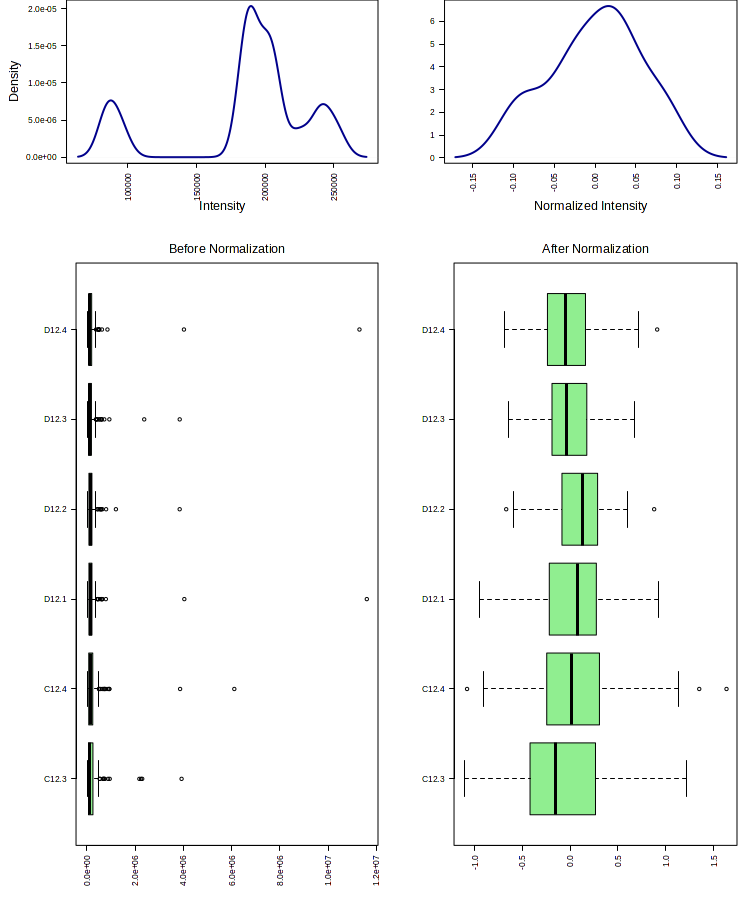 2.0e-05
1.5e-05
1.0e-05
5.0e-06
0.0e+00
Density
100000
150000
200000
250000
Intensity
6
5
4
3
2
1
0
-0.15
-0.10
-0.05
0.00
0.05
0.10
0.15
Normalized Intensity
Before Normalization
D12.4
D12.3
D12.2
D12.1
C12.4
C12.3
0.0e+00
2.0e+06
4.0e+06
6.0e+06
8.0e+06
1.0e+07
1.2e+07
After Normalization
D12.4
D12.3
D12.2
D12.1
C12.4
C12.3
-1.0
-0.5
0.0
0.5
1.0
1.5